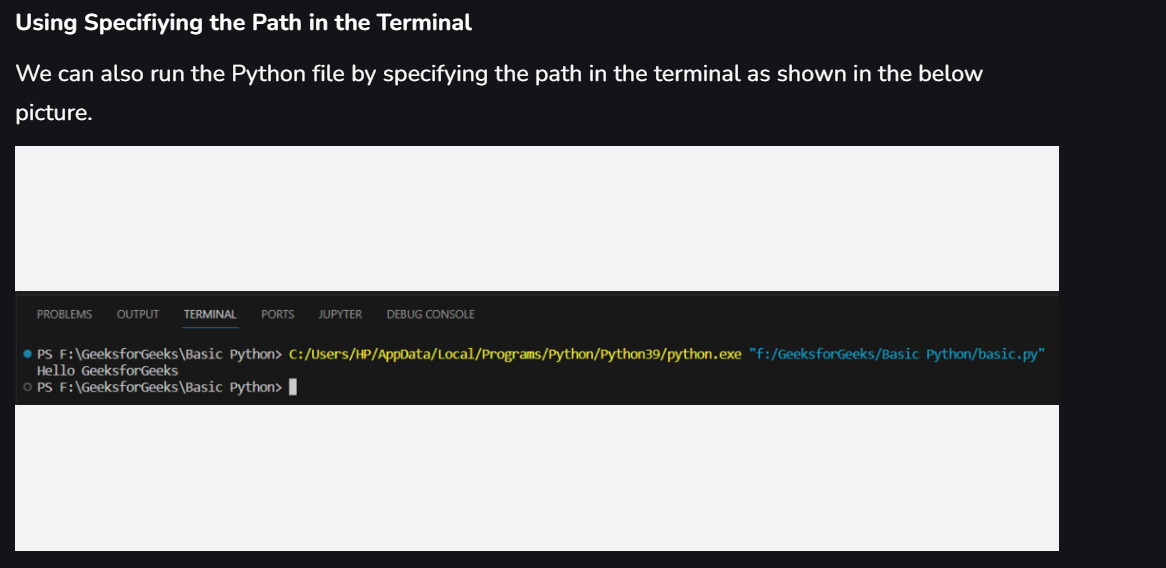 Using Specifiying the Path in the Terminal
We can also run the Python file by specifying the path in the terminal as shown in the below
picture.
PROBLEMS OUTPUT TERMINAL PORTS JUPYTER DEBUG CONSOLE
PS F:\GeeksforGeeks\Basic Python> C:/Users/HP/AppData/Local/Programs/Python/Python39/python.exe "f:/GeeksforGeeks/Basic Python/basic.py"
Hello GeeksforGeeks
PS F:\GeeksforGeeks\Basic Python>